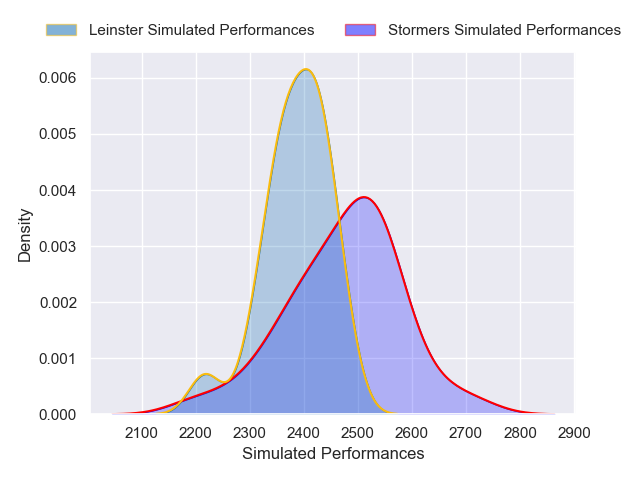 Leinster Simulated Performances Stormers Simulated Performances
0.006
0.005
0.004
0.003
0.002
0.001
0.000
Density
2100 2200 2300 2400 2500 2600 2700 2800 2900
Simulated Performances